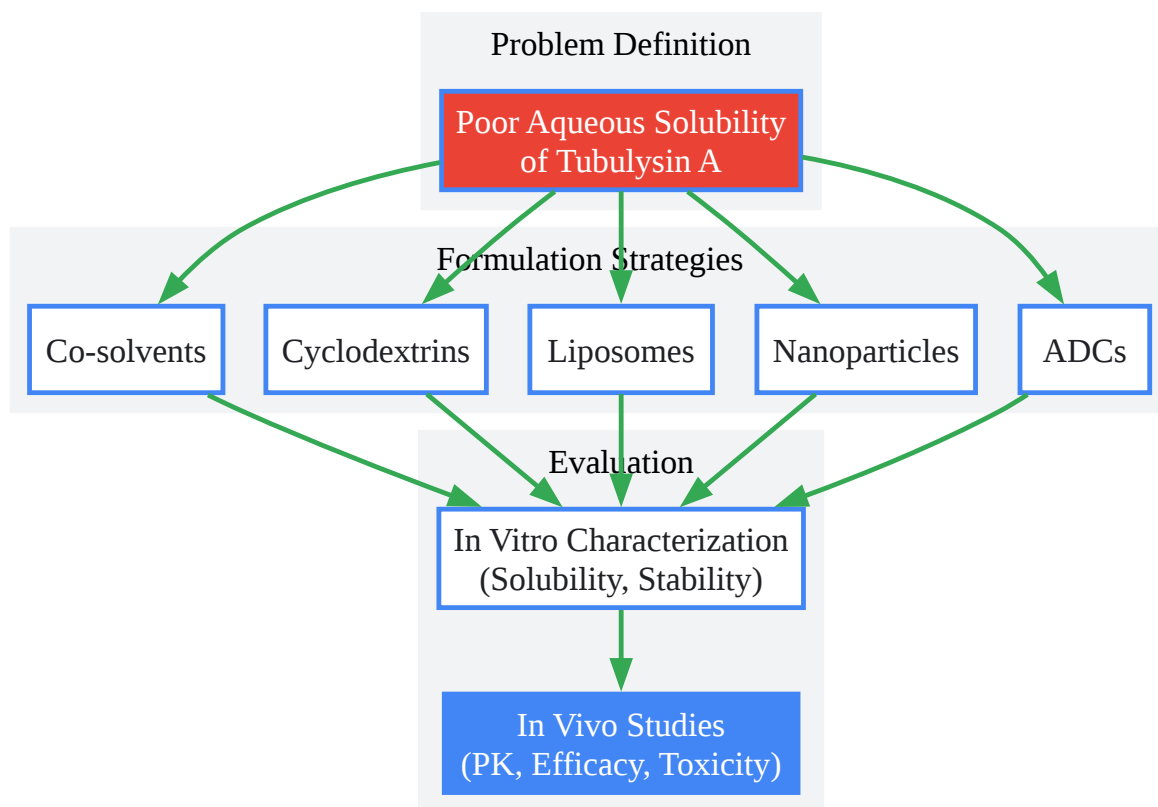 Problem Definition
Poor Aqueous Solubility
of Tubulysin A
Formulation Strategies
Co-solvents
Cyclodextrins
Liposomes
Nanoparticles
ADCs
Evaluation
In Vitro Characterization
(Solubility, Stability)
In Vivo Studies
(PK, Efficacy, Toxicity)